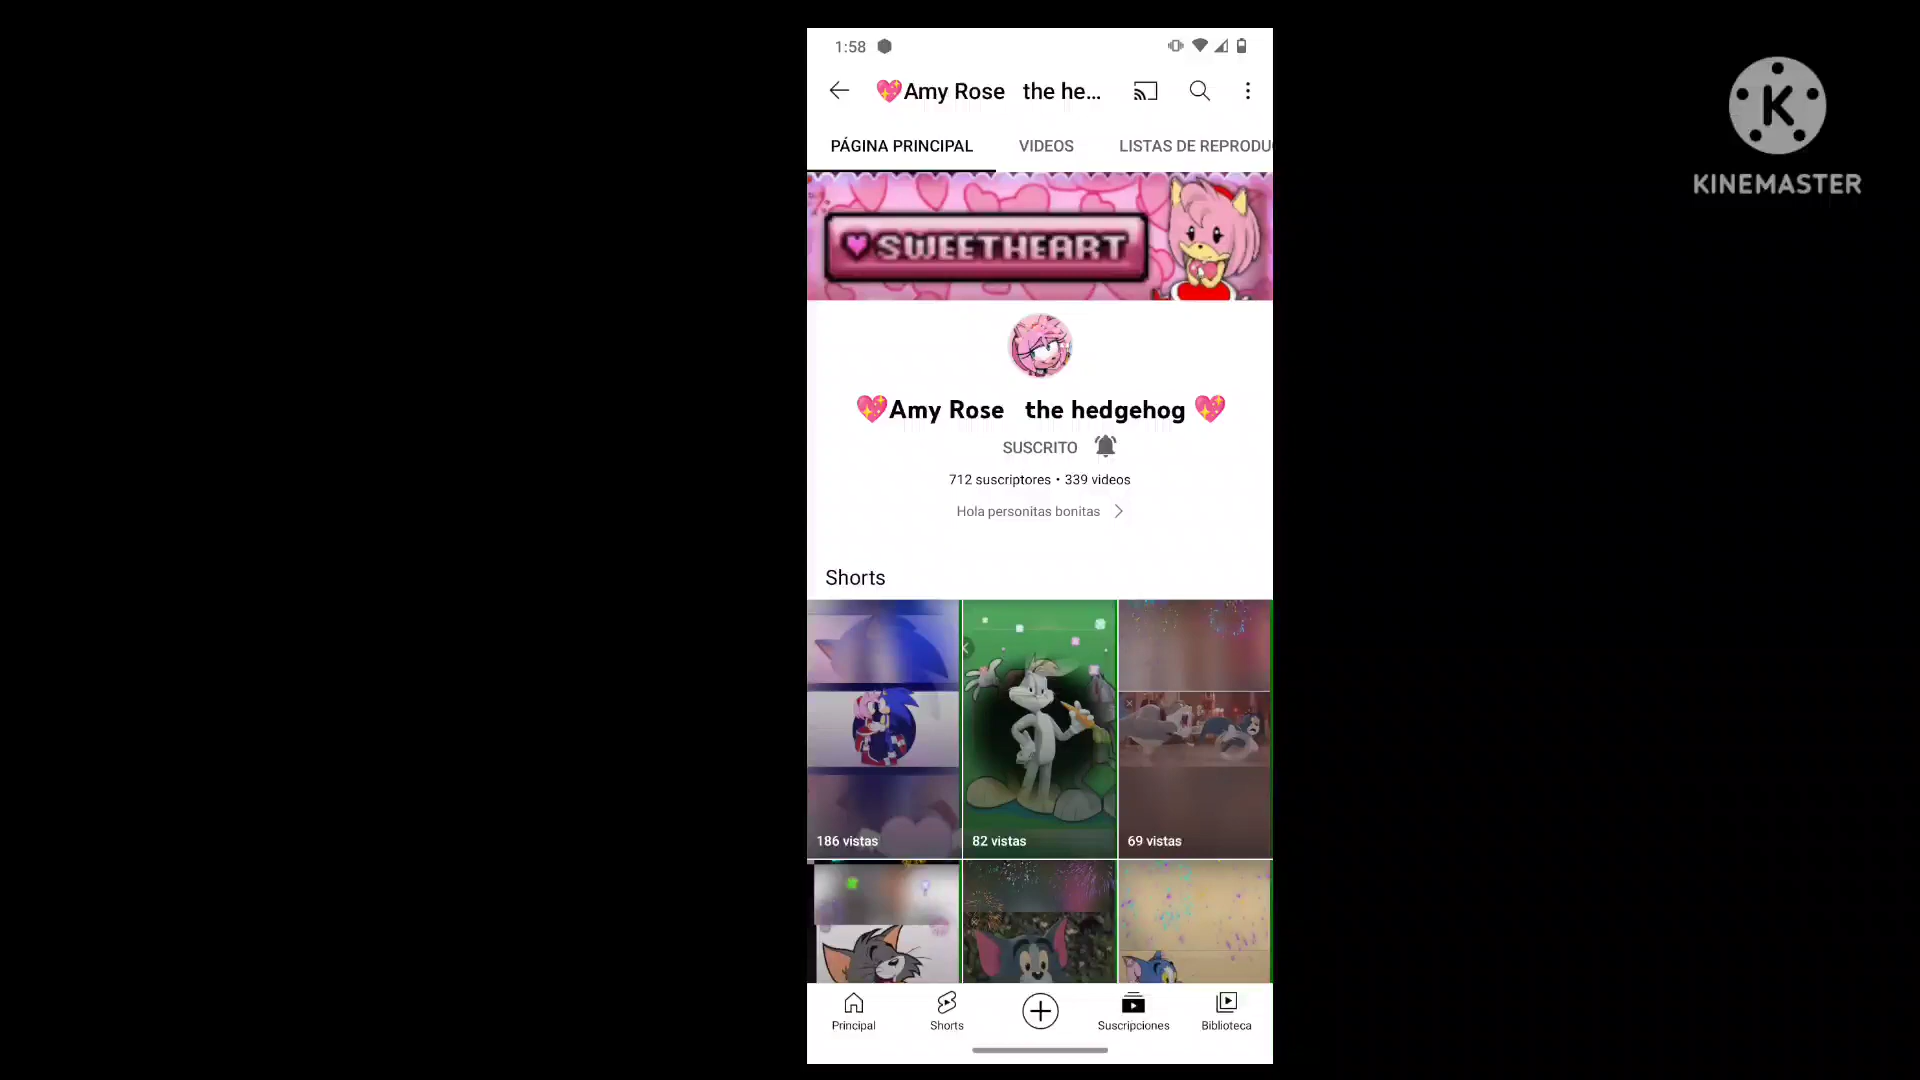 1:58
💖Amy Rose the he...
PÁGINA PRINCIPAL VIDEOS LISTAS DE REPRODU
SWEETHEART
💖Amy Rose the hedgehog 💖
SUSCRITO
712 suscriptores • 339 videos
Hola personitas bonitas
Shorts
186 vistas 82 vistas 69 vistas
Principal Shorts Suscripciones Biblioteca
K
KINEMASTER